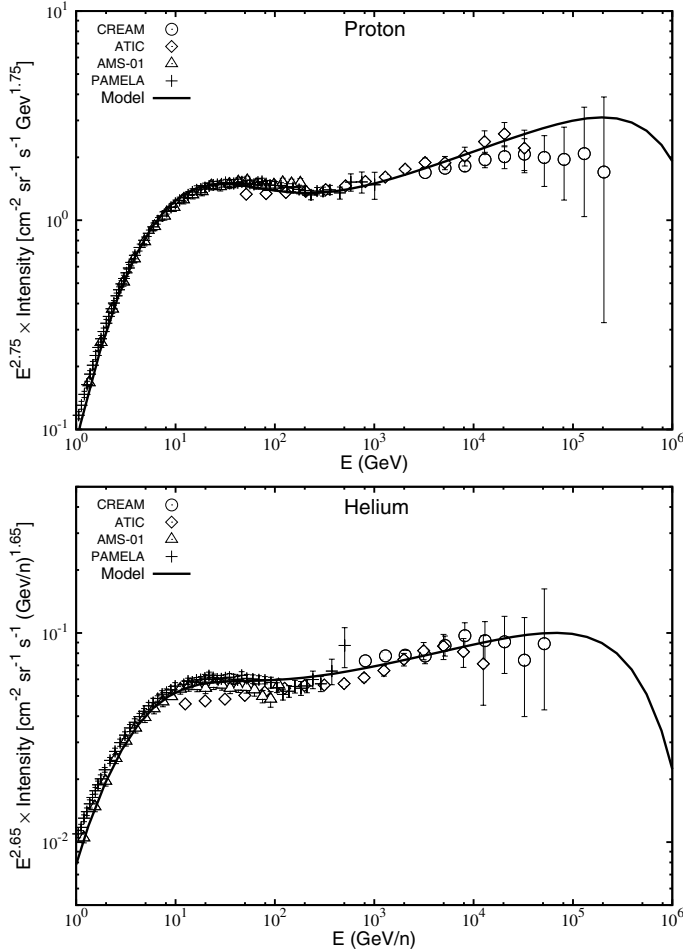 Proton
CREAM
ATIC
AMS-01
PAMELA
Model
E^2.75 × Intensity [cm^-2 sr^-1 s^-1 Gev^1.75]
10^1
10^0
10^-1
10^0 10^1 10^2 10^3 10^4 10^5 10^6
E (GeV)
Helium
CREAM
ATIC
AMS-01
PAMELA
Model
E^2.65 × Intensity [cm^-2 sr^-1 s^-1 (Gev/n)^1.65]
10^-1
10^-2
10^0 10^1 10^2 10^3 10^4 10^5 10^6
E (GeV/n)